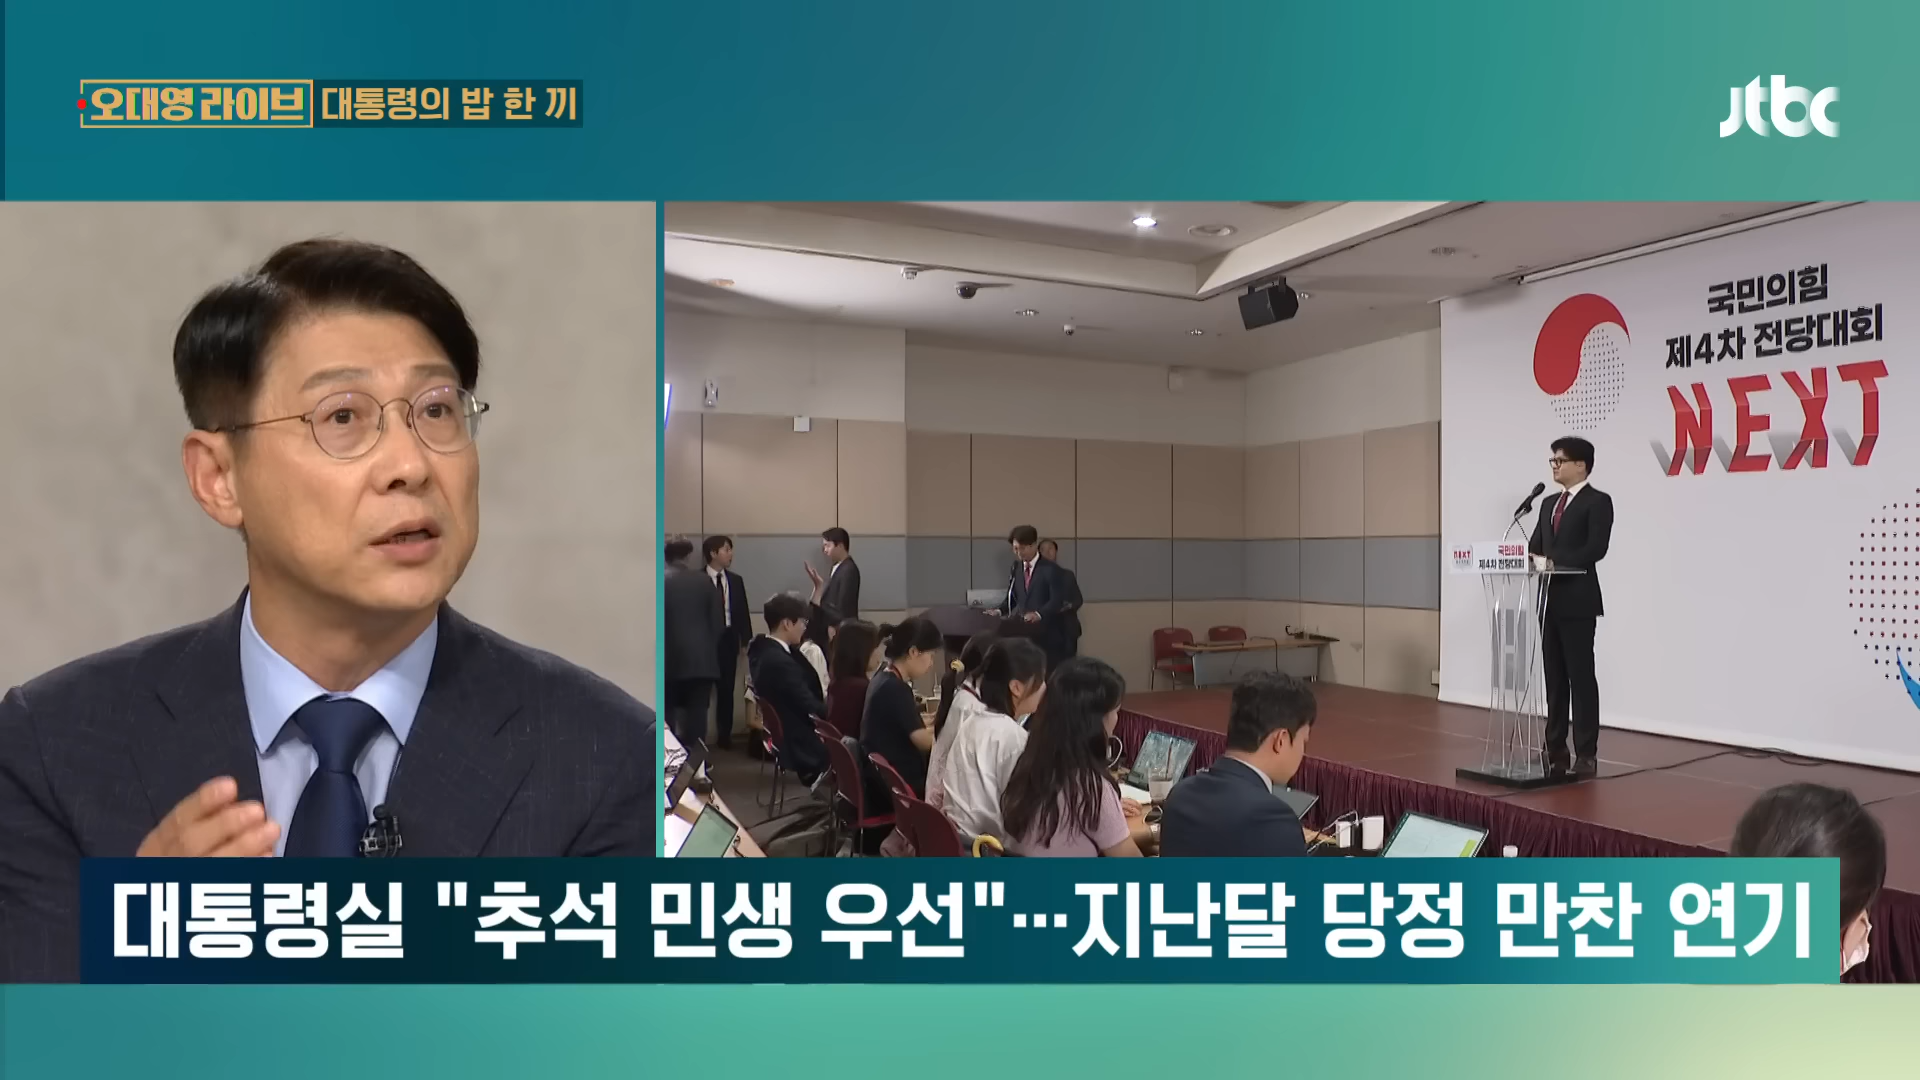 오대영 라이브 대통령의 밥 한 끼
jtbc
국민의힘
제4차 전당대회
NEXT
NEXT
국민의힘
제4차 전당대회
대통령실 "추석 민생 우선"…지난달 당정 만찬 연기